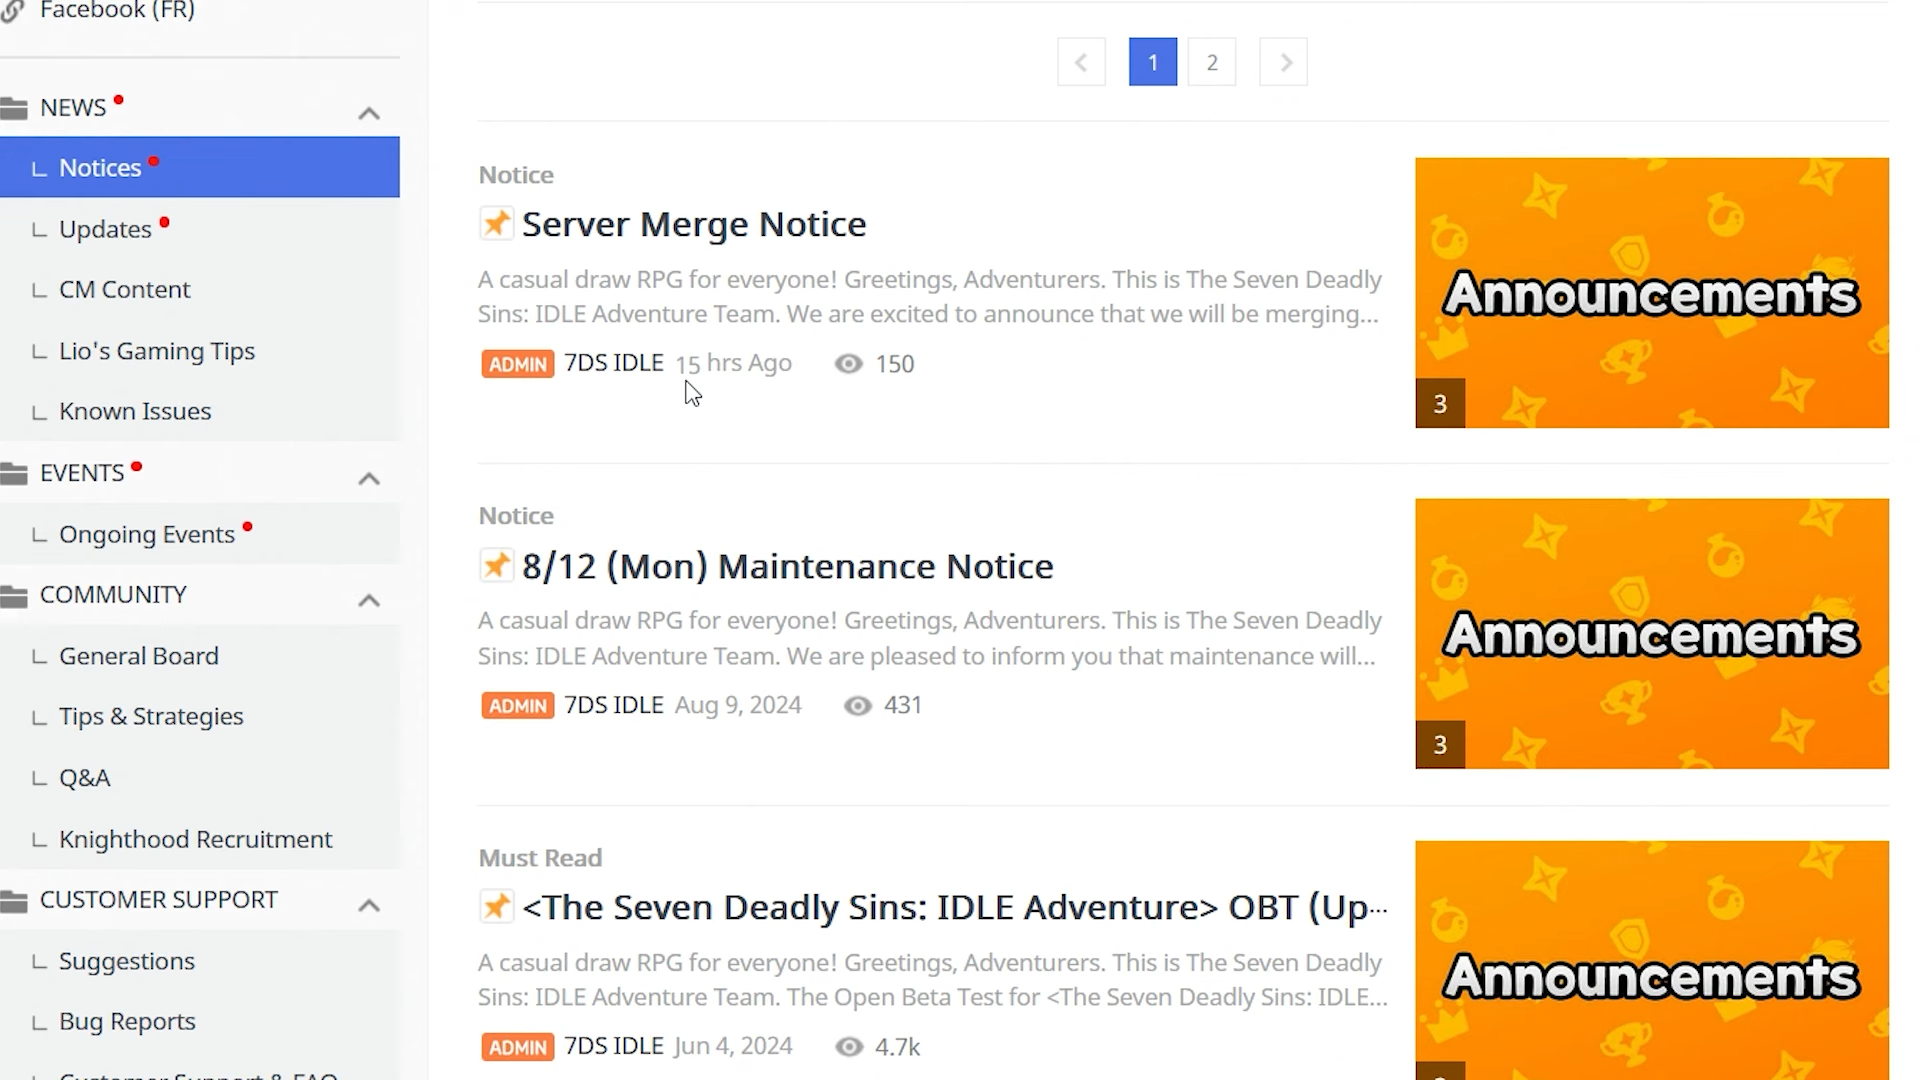 Facebook (FR)
NEWS
Notices
Updates
CM Content
Lio's Gaming Tips
Known Issues
EVENTS
Ongoing Events
COMMUNITY
General Board
Tips & Strategies
Q&A
Knighthood Recruitment
CUSTOMER SUPPORT
Suggestions
Bug Reports
Customer Support & FAQ
1 2
Notice
Server Merge Notice
A casual draw RPG for everyone! Greetings, Adventurers. This is The Seven Deadly
Sins: IDLE Adventure Team. We are excited to announce that we will be merging...
ADMIN 7DS IDLE 15 hrs Ago 150
Announcements
3
Notice
8/12 (Mon) Maintenance Notice
A casual draw RPG for everyone! Greetings, Adventurers. This is The Seven Deadly
Sins: IDLE Adventure Team. We are pleased to inform you that maintenance will...
ADMIN 7DS IDLE Aug 9, 2024 431
Announcements
3
Must Read
<The Seven Deadly Sins: IDLE Adventure> OBT (Up...
A casual draw RPG for everyone! Greetings, Adventurers. This is The Seven Deadly
Sins: IDLE Adventure Team. The Open Beta Test for <The Seven Deadly Sins: IDLE...
ADMIN 7DS IDLE Jun 4, 2024 4.7k
Announcements